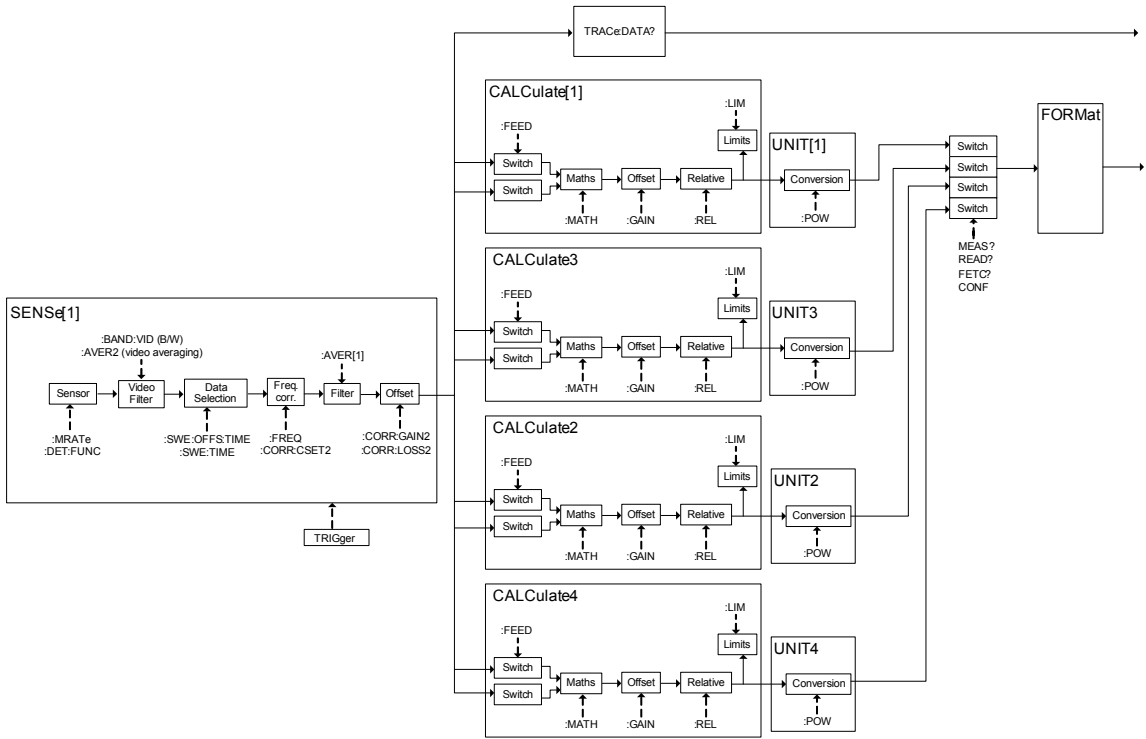 TRACe:DATA?
CALCulate[1]
:FEED
Switch
Switch
Maths
:MATH
Offset
:GAIN
Relative
:REL
:LIM
Limits
UNIT[1]
Conversion
:POW
CALCulate3
:FEED
Switch
Switch
Maths
:MATH
Offset
:GAIN
Relative
:REL
:LIM
Limits
UNIT3
Conversion
:POW
Switch
Switch
Switch
Switch
MEAS?
READ?
FETC?
CONF
FORMat
SENSe[1]
:BAND:VID (B/W)
:AVER2 (video averaging)
:AVER[1]
Sensor
Video
Filter
Data
Selection
Freq.
corr.
Filter
Offset
:MRATe
:DET:FUNC
:SWE:OFFS:TIME
:SWE:TIME
:FREQ
:CORR:CSET2
:CORR:GAIN2
:CORR:LOSS2
TRIGger
CALCulate2
:FEED
Switch
Switch
Maths
:MATH
Offset
:GAIN
Relative
:REL
:LIM
Limits
UNIT2
Conversion
:POW
CALCulate4
:FEED
Switch
Switch
Maths
:MATH
Offset
:GAIN
Relative
:REL
:LIM
Limits
UNIT4
Conversion
:POW